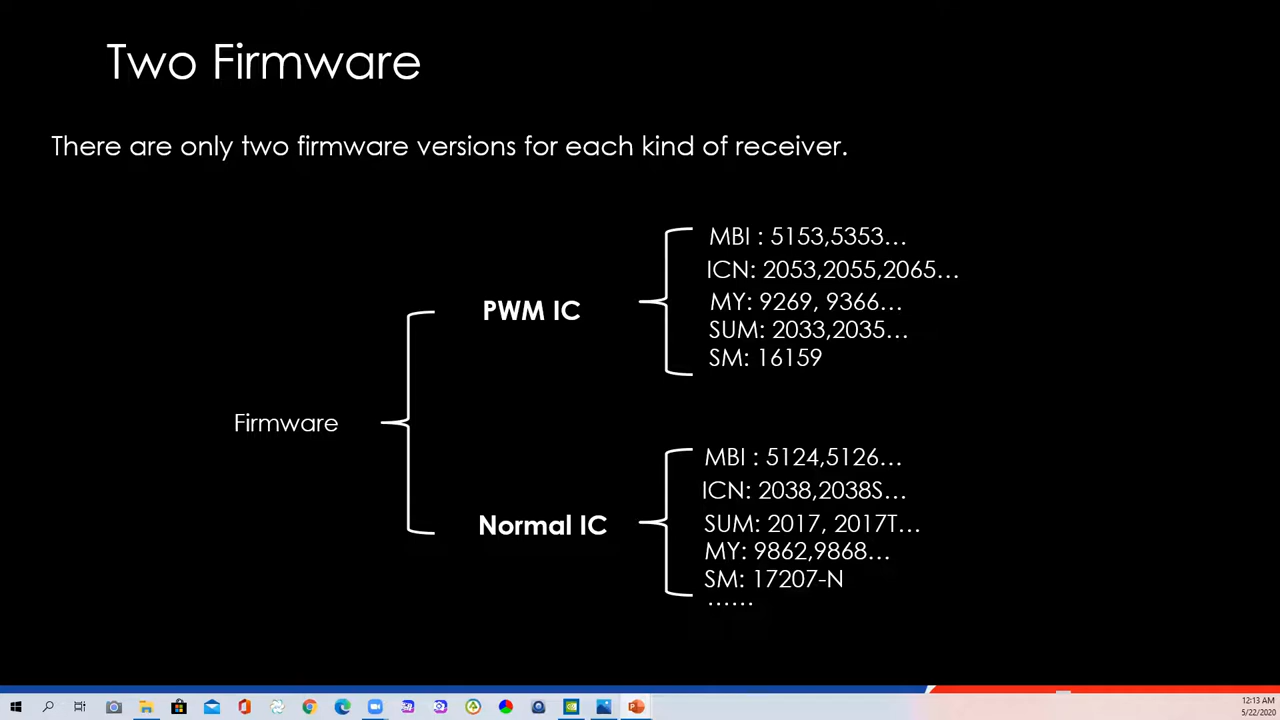 Two Firmware
There are only two firmware versions for each kind of receiver.
Firmware
PWM IC
MBI : 5153,5353...
ICN: 2053,2055,2065...
MY: 9269, 9366...
SUM: 2033,2035...
SM: 16159
Normal IC
MBI : 5124,5126...
ICN: 2038,2038S...
SUM: 2017, 2017T...
MY: 9862,9868...
SM: 17207-N
......
12:13 AM
5/22/2020